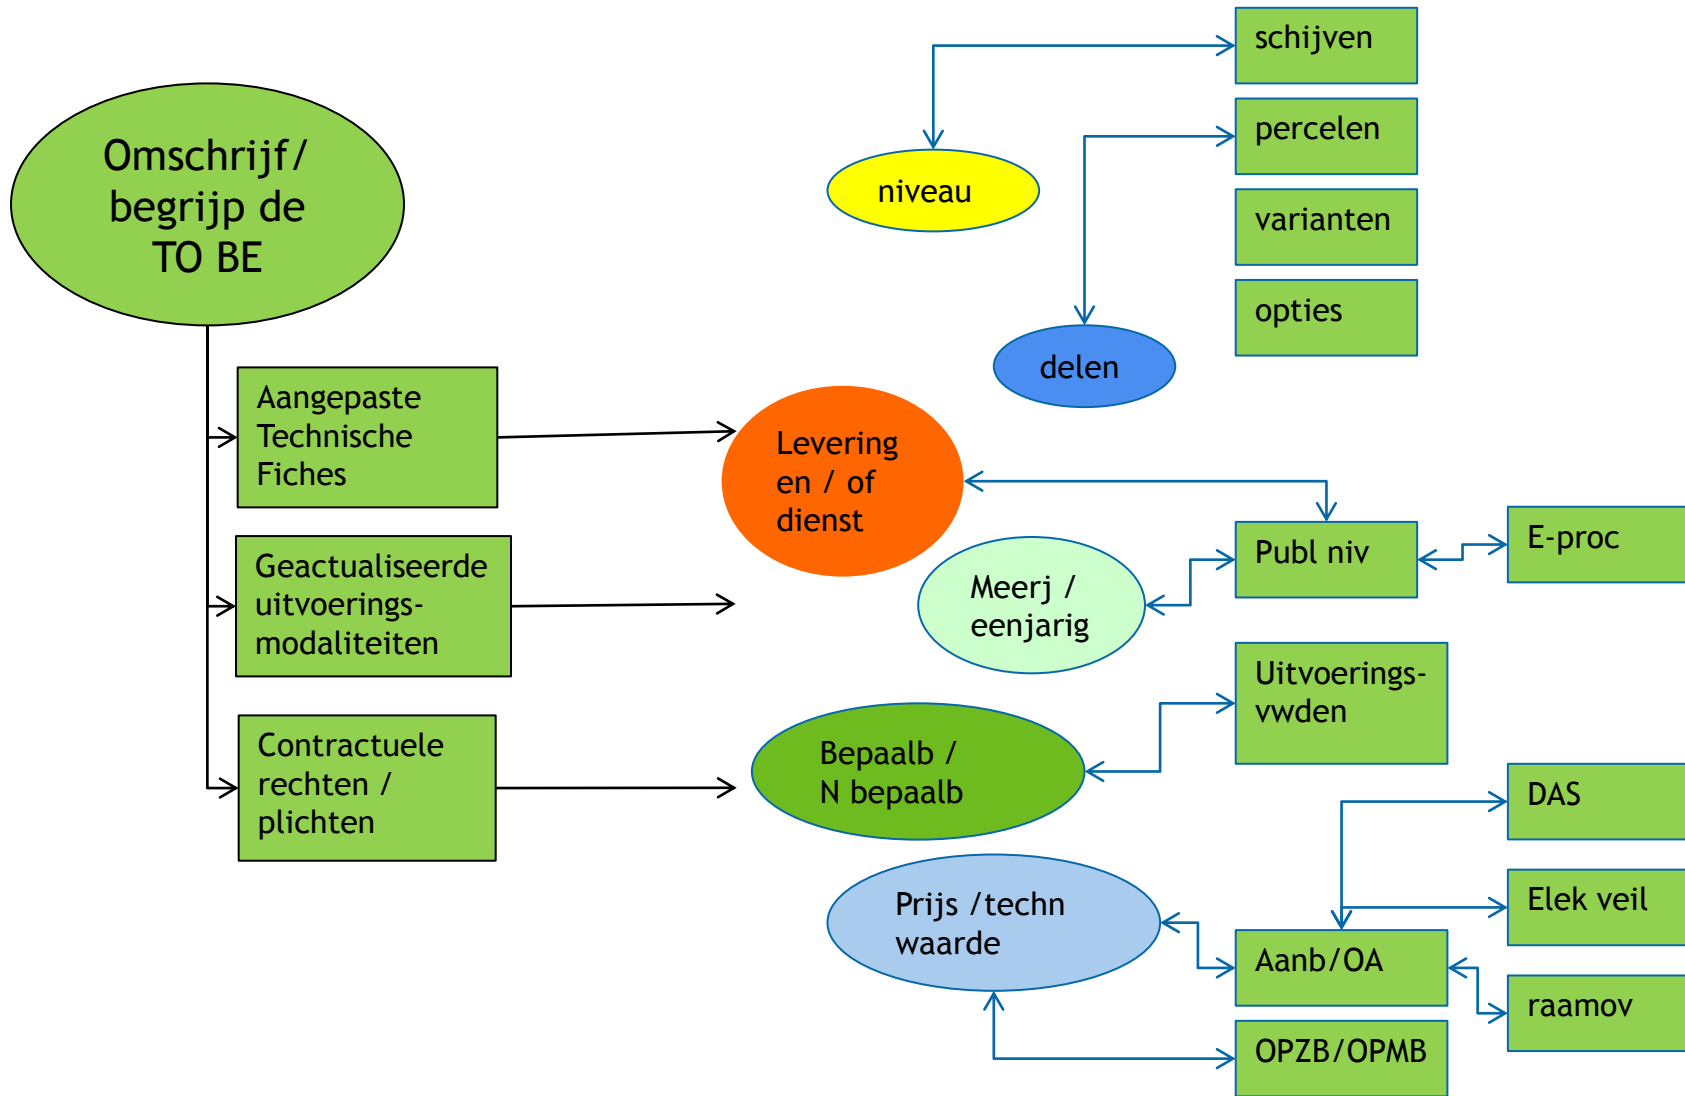 Omschrijf/
begrijp de
TO BE
Aangepaste
Technische
Fiches
Geactualiseerde
uitvoerings-
modaliteiten
Contractuele
rechten /
plichten
niveau
delen
Levering
en / of
dienst
Meerj /
eenjarig
Bepaalb /
N bepaalb
Prijs /techn
waarde
schijven
percelen
varianten
opties
Publ niv
E-proc
Uitvoerings-
vwden
DAS
Elek veil
Aanb/OA
raamov
OPZB/OPMB